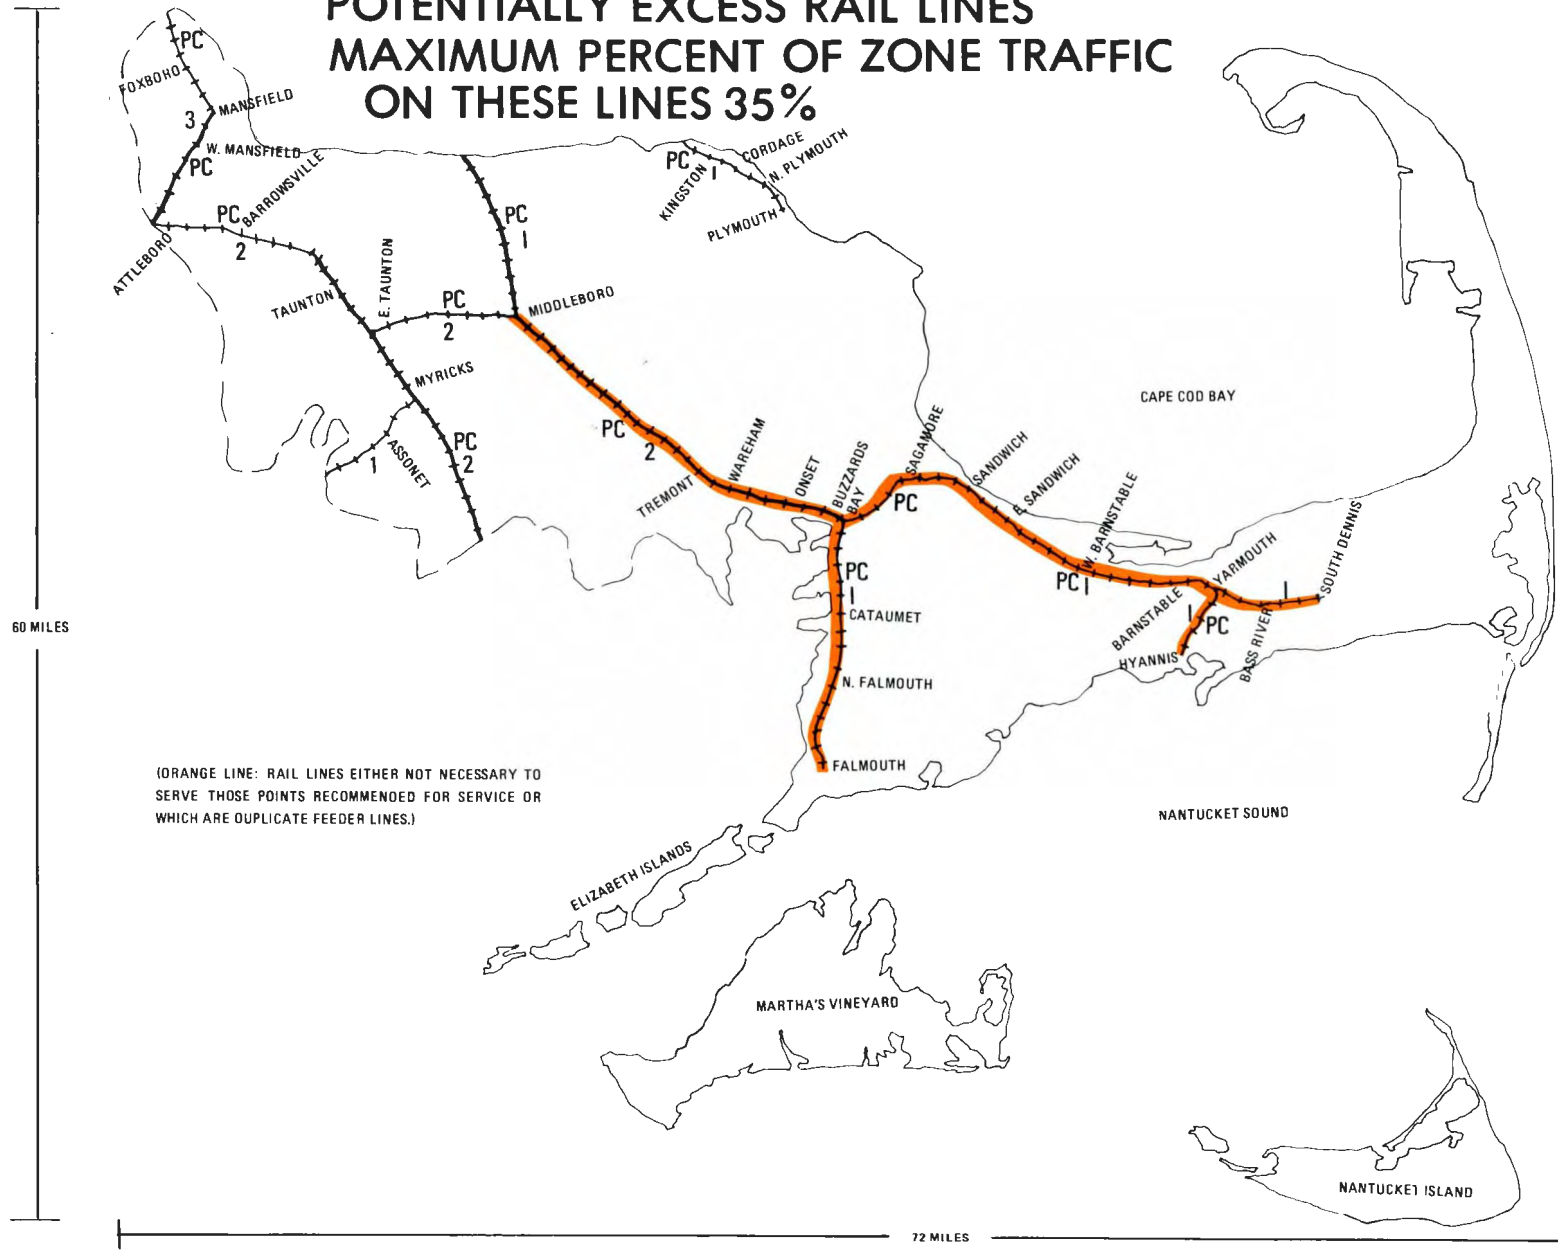 POTENTIALLY EXCESS RAIL LINES
MAXIMUM PERCENT OF ZONE TRAFFIC
ON THESE LINES 35%
PC
FOXBORO
MANSFIELD
3
W. MANSFIELD
PC
PC
BARROWSVILLE
2
ATTLEBORO
TAUNTON
E. TAUNTON
PC
2
PC
1
MIDDLEBORO
PC
1
KINGSTON
CORDAGE
N. PLYMOUTH
PLYMOUTH
MYRICKS
ASSONET
1
PC
2
CAPE COD BAY
PC
2
TREMONT
WAREHAM
ONSET
BUZZARDS
BAY
SAGAMORE
PC
SANDWICH
E. SANDWICH
W. BARNSTABLE
PC
1
YARMOUTH
1
SOUTH DENNIS
BARNSTABLE
1
PC
HYANNIS
BASS RIVER
PC
1
CATAUMET
N. FALMOUTH
FALMOUTH
60 MILES
(ORANGE LINE: RAIL LINES EITHER NOT NECESSARY TO
SERVE THOSE POINTS RECOMMENDED FOR SERVICE OR
WHICH ARE DUPLICATE FEEDER LINES.)
NANTUCKET SOUND
ELIZABETH ISLANDS
MARTHA'S VINEYARD
NANTUCKET ISLAND
72 MILES